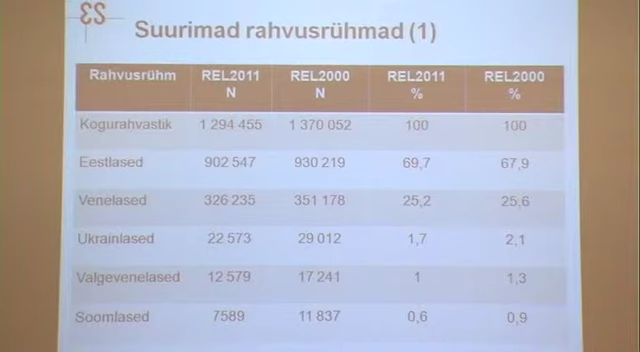 ES
Suurimad rahvusrühmad (1)
Rahvusrühm REL2011 N REL2000 N REL2011 % REL2000 %
Kogurahvastik 1 294 455 1 370 052 100 100
Eestlased 902 547 930 219 69,7 67,9
Venelased 326 235 351 178 25,2 25,6
Ukrainlased 22 573 29 012 1,7 2,1
Valgevenelased 12 579 17 241 1 1,3
Soomlased 7589 11 837 0,6 0,9